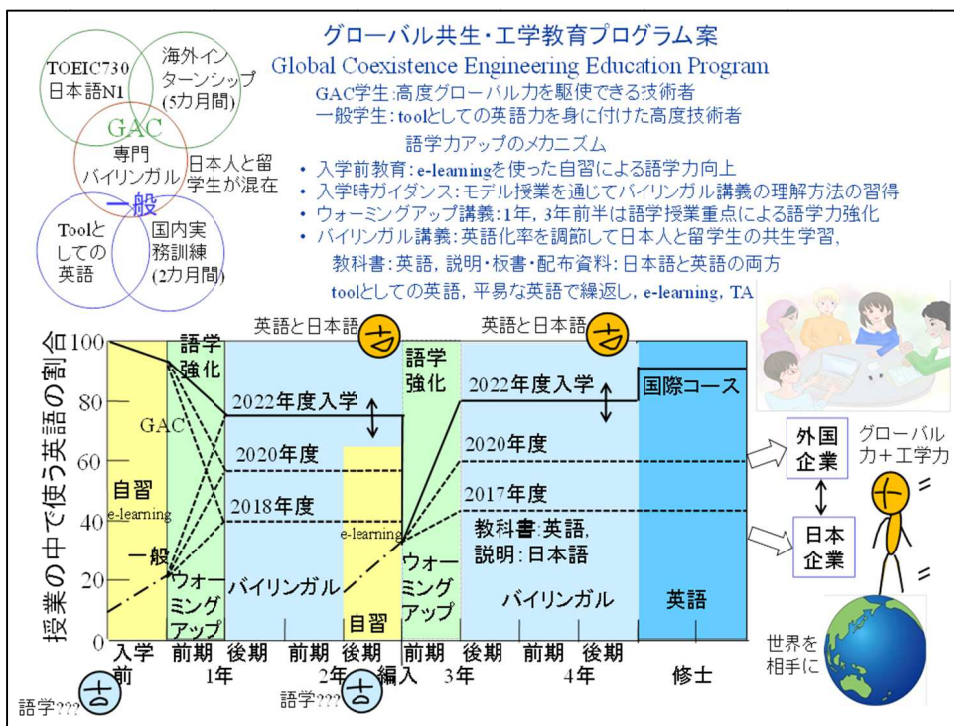 グローバル共生・工学教育プログラム案
Global Coexistence Engineering Education Program
GAC学生:高度グローバル力を駆使できる技術者
一般学生:toolとしての英語力を身に付けた高度技術者
語学力アップのメカニズム
• 入学前教育:e-learningを使った自習による語学力向上
• 入学時ガイダンス:モデル授業を通じてバイリンガル講義の理解方法の習得
• ウォーミングアップ講義:1年, 3年前半は語学授業重点による語学力強化
• バイリンガル講義:英語化率を調節して日本人と留学生の共生学習,
教科書:英語, 説明・板書・配布資料:日本語と英語の両方
toolとしての英語, 平易な英語で繰返し, e-learning, TA
TOEIC730
日本語N1
海外イン
ターンシップ
(5カ月間)
GAC
専門
バイリンガル
日本人と留
学生が混在
一般
Toolと
しての
英語
国内実
務訓練
(2カ月間)
授業の中で使う英語の割合
100
80
60
40
20
0
英語と日本語
英語と日本語
語学
強化
語学
強化
2022年度入学
2022年度入学
国際コース
GAC
2020年度
2020年度
2018年度
2017年度
自習
e-learning
e-learning
一般
教科書:英語,
説明:日本語
ウォー
ミング
アップ
バイリンガル
自習
ウォー
ミング
アップ
バイリンガル
英語
入学
前
前期
後期
1年
前期
後期
2年
編入
前期
後期
3年
前期
後期
4年
修士
語学???
語学???
外国
企業
日本
企業
グローバル
力+工学力
世界を
相手に